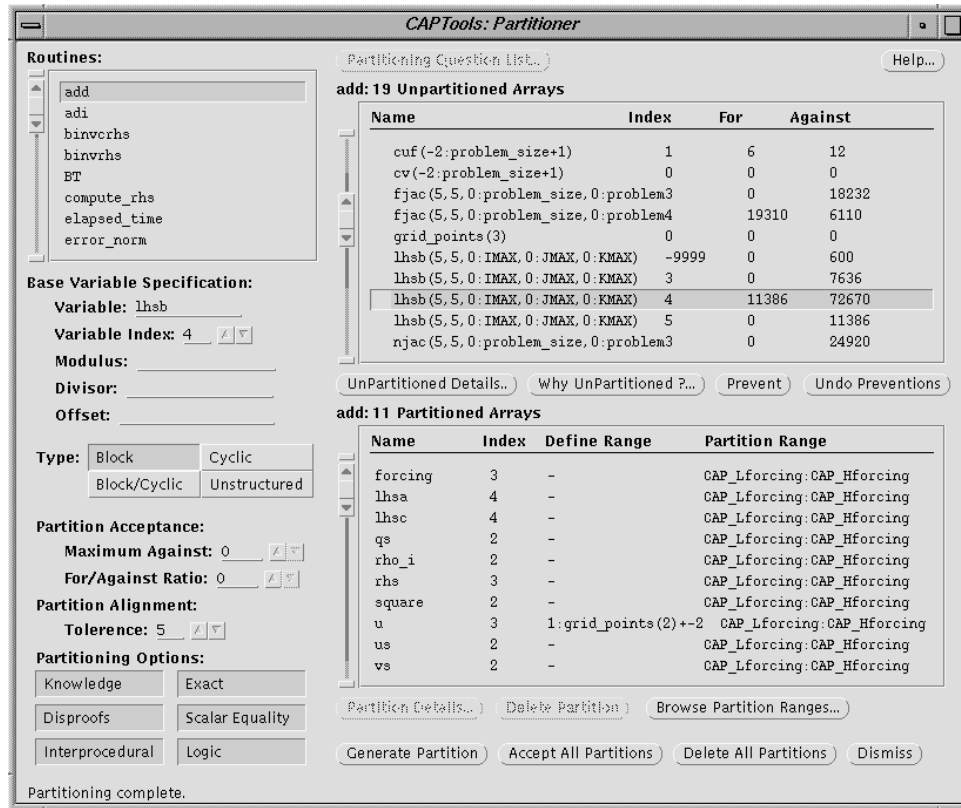 CAPTools: Partitioner
Routines:
add
adi
binvcrhs
binvrhs
BT
compute_rhs
elapsed_time
error_norm
Base Variable Specification:
Variable: lhsb
Variable Index: 4
Modulus:
Divisor:
Offset:
Type: Block Cyclic
Block/Cyclic Unstructured
Partition Acceptance:
Maximum Against: 0
For/Against Ratio: 0
Partition Alignment:
Tolerence: 5
Partitioning Options:
Knowledge Exact
Disproofs Scalar Equality
Interprocedural Logic
Partitioning complete.
Partitioning Question List.. Help...
add: 19 Unpartitioned Arrays
Name Index For Against
cuf(-2:problem_size+1) 1 6 12
cv(-2:problem_size+1) 0 0 0
fjac(5,5,0:problem_size,0:problem3 0 18232
fjac(5,5,0:problem_size,0:problem4 19310 6110
grid_points(3) 0 0 0
lhsb(5,5,0:IMAX,0:JMAX,0:KMAX) -9999 0 600
lhsb(5,5,0:IMAX,0:JMAX,0:KMAX) 3 0 7636
lhsb(5,5,0:IMAX,0:JMAX,0:KMAX) 4 11386 72670
lhsb(5,5,0:IMAX,0:JMAX,0:KMAX) 5 0 11386
njac(5,5,0:problem_size,0:problem3 0 24920
UnPartitioned Details.. Why UnPartitioned ?... Prevent Undo Preventions
add: 11 Partitioned Arrays
Name Index Define Range Partition Range
forcing 3 - CAP_Lforcing:CAP_Hforcing
lhsa 4 - CAP_Lforcing:CAP_Hforcing
lhsc 4 - CAP_Lforcing:CAP_Hforcing
qs 2 - CAP_Lforcing:CAP_Hforcing
rho_i 2 - CAP_Lforcing:CAP_Hforcing
rhs 3 - CAP_Lforcing:CAP_Hforcing
square 2 - CAP_Lforcing:CAP_Hforcing
u 3 1:grid_points(2)+-2 CAP_Lforcing:CAP_Hforcing
us 2 - CAP_Lforcing:CAP_Hforcing
vs 2 - CAP_Lforcing:CAP_Hforcing
Partition Details... Delete Partition Browse Partition Ranges...
Generate Partition Accept All Partitions Delete All Partitions Dismiss